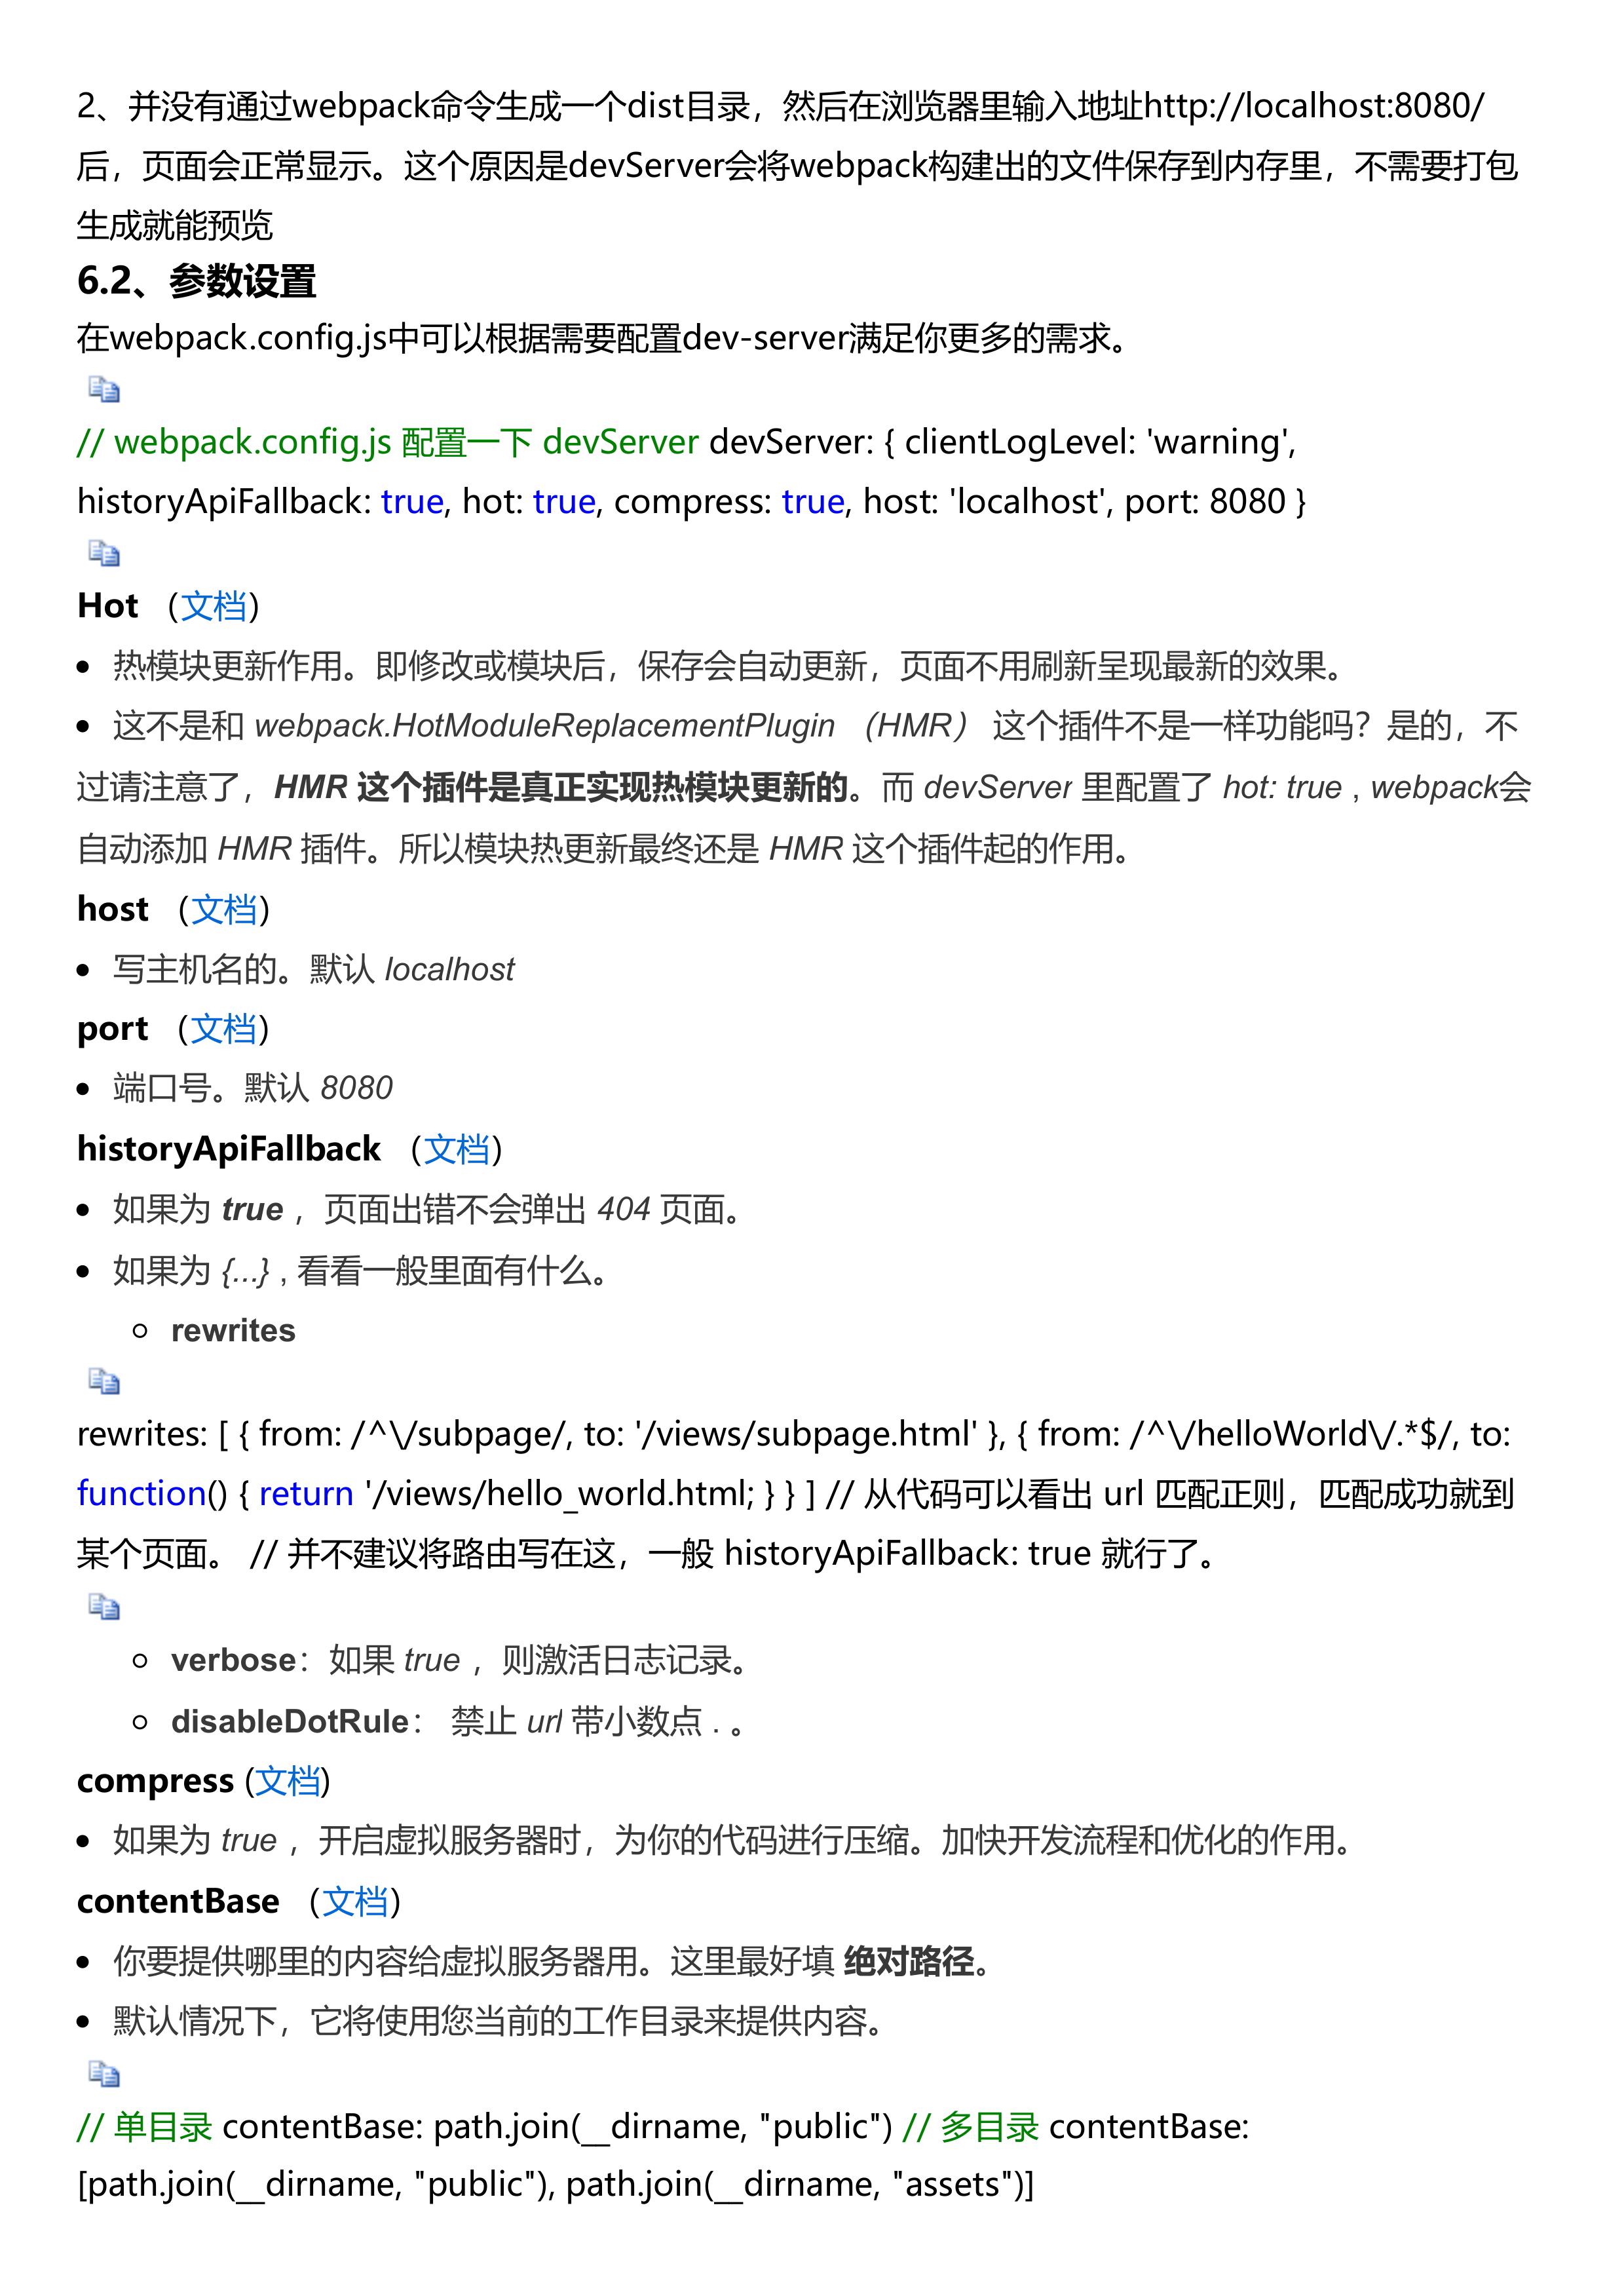 2、并没有通过webpack命令生成一个dist目录，然后在浏览器里输入地址http://localhost:8080/
后，页面会正常显示。这个原因是devServer会将webpack构建出的文件保存到内存里，不需要打包
生成就能预览
6.2、参数设置
在webpack.config.js中可以根据需要配置dev-server满足你更多的需求。
// webpack.config.js 配置一下 devServer devServer: { clientLogLevel: 'warning',
historyApiFallback: true, hot: true, compress: true, host: 'localhost', port: 8080 }
Hot （文档）
• 热模块更新作用。即修改或模块后，保存会自动更新，页面不用刷新呈现最新的效果。
• 这不是和 webpack.HotModuleReplacementPlugin （HMR） 这个插件不是一样功能吗？是的，不
过请注意了，HMR 这个插件是真正实现热模块更新的。而 devServer 里配置了 hot: true , webpack会
自动添加 HMR 插件。所以模块热更新最终还是 HMR 这个插件起的作用。
host （文档）
• 写主机名的。默认 localhost
port （文档）
• 端口号。默认 8080
historyApiFallback （文档）
• 如果为 true ，页面出错不会弹出 404 页面。
• 如果为 {...} , 看看一般里面有什么。
○ rewrites
rewrites: [ { from: /^\/subpage/, to: '/views/subpage.html' }, { from: /^\/helloWorld\/.*$/, to:
function() { return '/views/hello_world.html; } } ] // 从代码可以看出 url 匹配正则，匹配成功就到
某个页面。 // 并不建议将路由写在这，一般 historyApiFallback: true 就行了。
○ verbose：如果 true ，则激活日志记录。
○ disableDotRule： 禁止 url 带小数点 . 。
compress (文档)
• 如果为 true ，开启虚拟服务器时，为你的代码进行压缩。加快开发流程和优化的作用。
contentBase （文档）
• 你要提供哪里的内容给虚拟服务器用。这里最好填 绝对路径。
• 默认情况下，它将使用您当前的工作目录来提供内容。
// 单目录 contentBase: path.join(__dirname, "public") // 多目录 contentBase:
[path.join(__dirname, "public"), path.join(__dirname, "assets")]